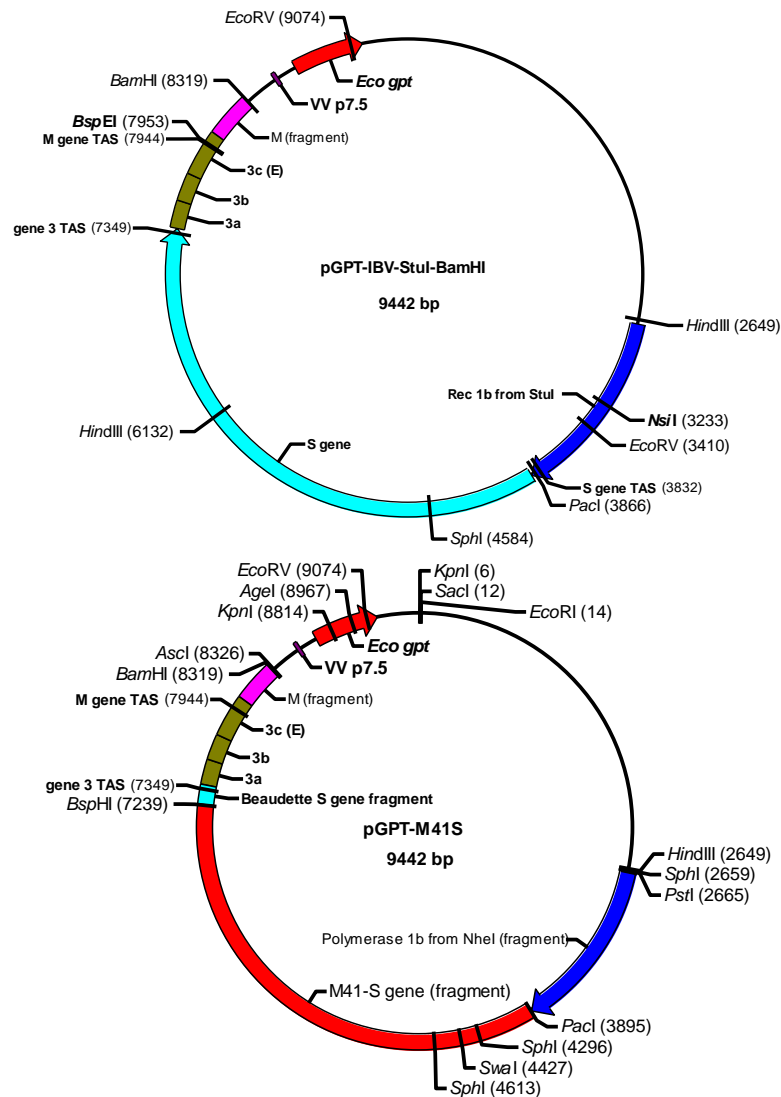 EcoRV (9074)
Eco gpt
BamHI (8319)
VV p7.5
BspEI (7953)
M gene TAS (7944)
M (fragment)
3c (E)
3b
3a
gene 3 TAS (7349)
pGPT-IBV-StuI-BamHI
9442 bp
HindIII (2649)
Rec 1b from StuI
NsiI (3233)
EcoRV (3410)
HindIII (6132)
S gene
S gene TAS (3832)
PacI (3866)
SphI (4584)
EcoRV (9074)
KpnI (6)
AgeI (8967)
SacI (12)
KpnI (8814)
EcoRI (14)
Eco gpt
AscI (8326)
VV p7.5
BamHI (8319)
M gene TAS (7944)
M (fragment)
3c (E)
3b
3a
gene 3 TAS (7349)
Beaudette S gene fragment
BspHI (7239)
pGPT-M41S
9442 bp
HindIII (2649)
SphI (2659)
PstI (2665)
Polymerase 1b from NheI (fragment)
M41-S gene (fragment)
PacI (3895)
SphI (4296)
SwaI (4427)
SphI (4613)